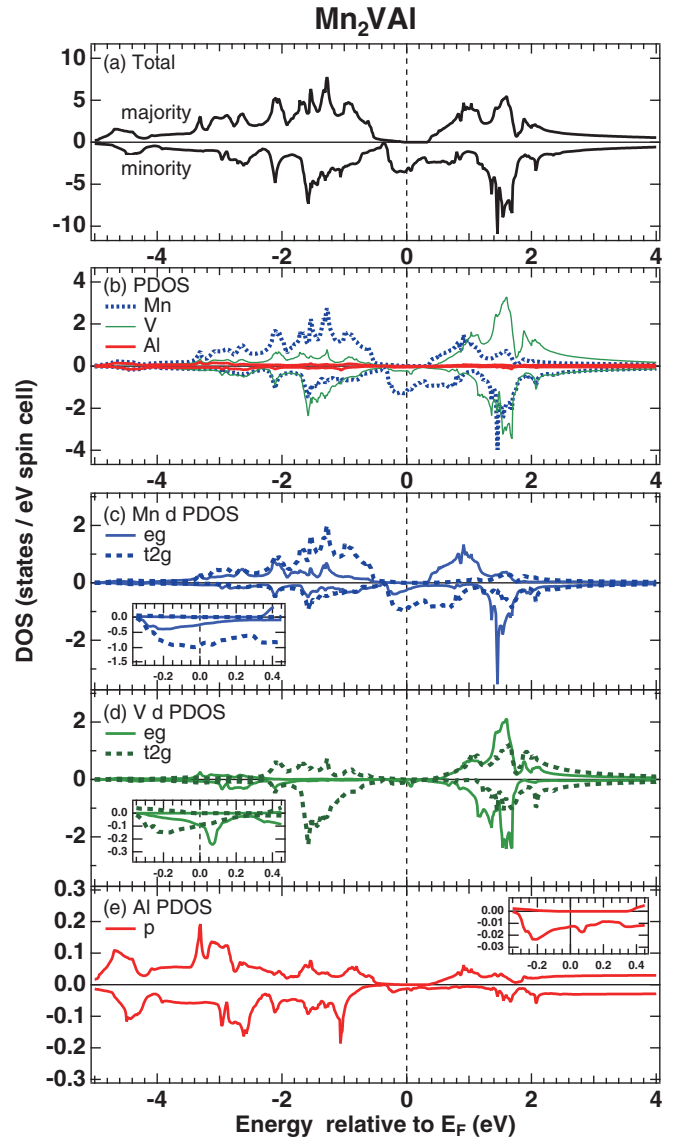 Mn2VAl
DOS (states / eV spin cell)
(a) Total
majority
minority
10
5
0
-5
-10
-4 -2 0 2 4
(b) PDOS
Mn
V
Al
4
2
0
-2
-4
(c) Mn d PDOS
eg
t2g
2
0
-2
0.0
-0.5
-1.0
-1.5
-0.2 0.0 0.2 0.4
(d) V d PDOS
eg
t2g
2
0
-2
0.0
-0.1
-0.2
-0.3
-0.2 0.0 0.2 0.4
(e) Al PDOS
p
0.3
0.2
0.1
0.0
-0.1
-0.2
-0.3
0.00
-0.01
-0.02
-0.03
-0.2 0.0 0.2 0.4
-4 -2 0 2 4
Energy relative to EF (eV)